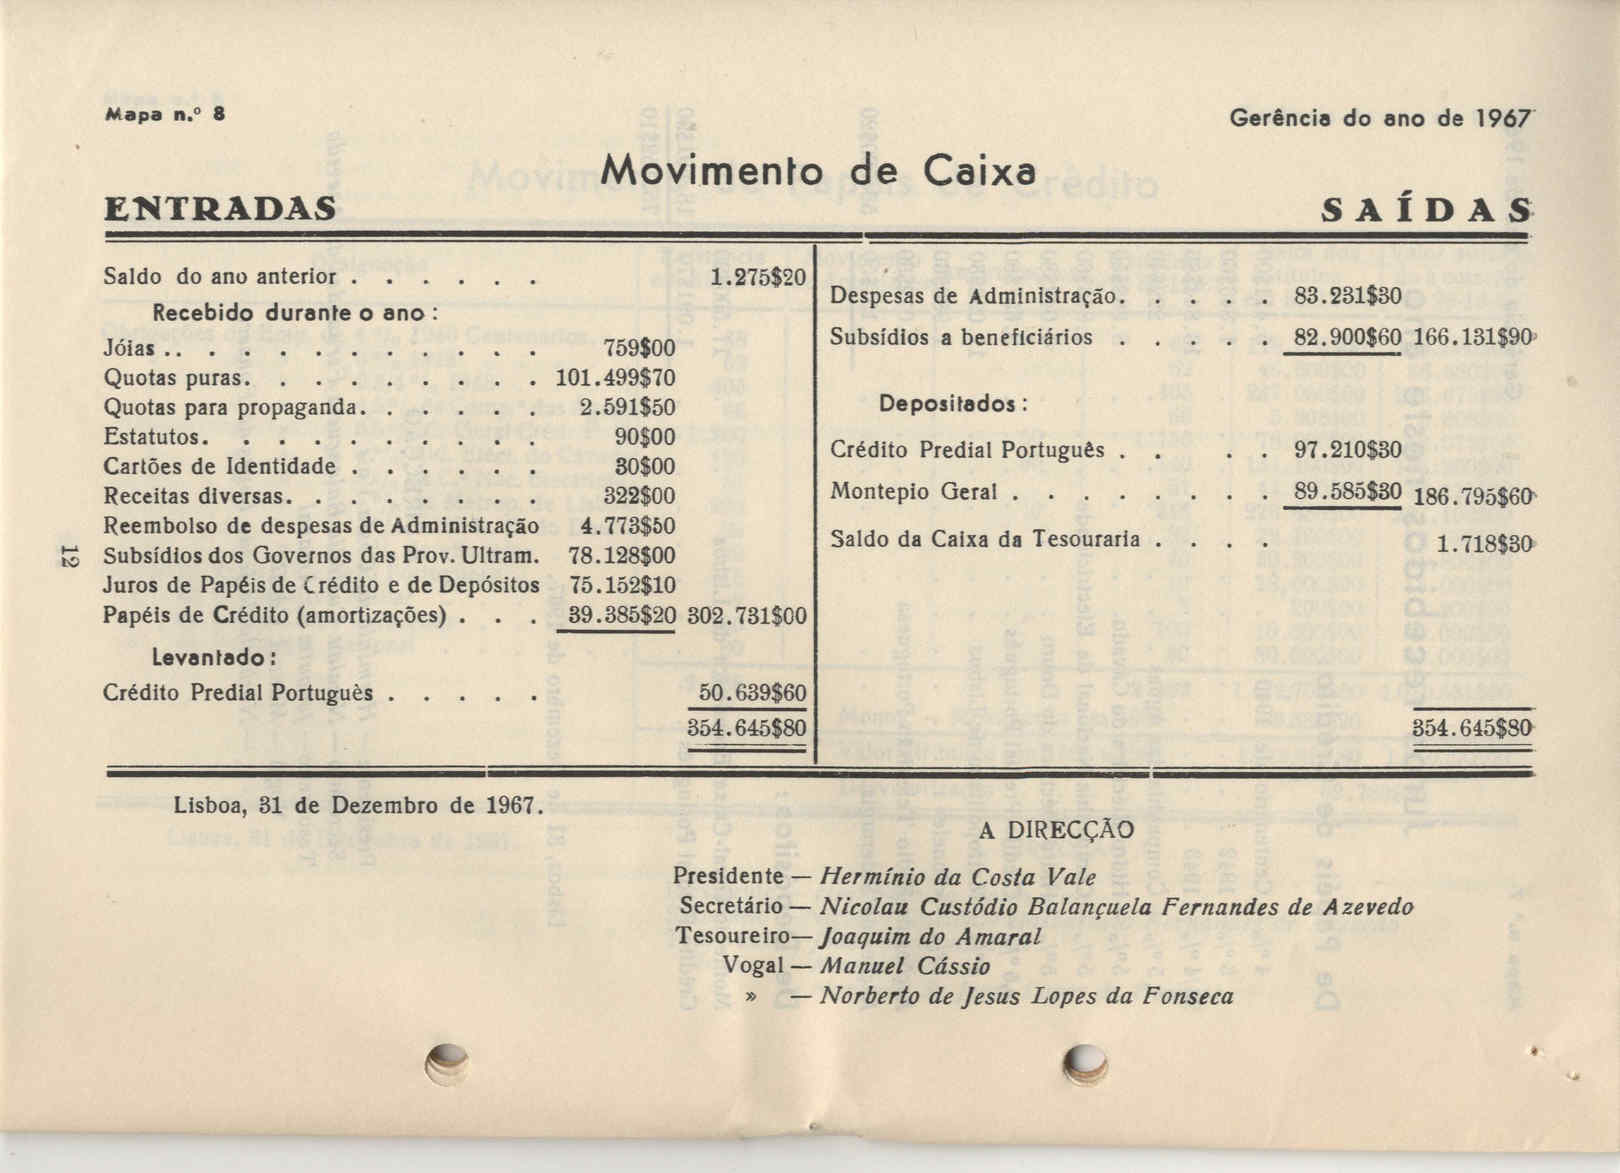 Mapa n.º 8
Gerência do ano de 1967
Movimento de Caixa
ENTRADAS
SAÍDAS
Saldo do ano anterior . . . . . . 1.275$20
Recebido durante o ano :
Jóias . . . . . . . . . . . . . 759$00
Quotas puras. . . . . . . . . . 101.499$70
Quotas para propaganda. . . . . . 2.591$50
Estatutos. . . . . . . . . . . . 90$00
Cartões de Identidade . . . . . . 30$00
Receitas diversas. . . . . . . . . 322$00
Reembolso de despesas de Administração 4.773$50
Subsídios dos Governos das Prov. Ultram. 78.128$00
Juros de Papéis de Crédito e de Depósitos 75.152$10
Papéis de Crédito (amortizações) . . . 39.385$20 302.731$00
Levantado :
Crédito Predial Portuguès . . . . . 50.639$60
354.645$80
Despesas de Administração. . . . . 83.231$30
Subsídios a beneficiários . . . . . 82.900$60 166.131$90
Depositados :
Crédito Predial Português . . . . 97.210$30
Montepio Geral . . . . . . . . . 89.585$30 186.795$60
Saldo da Caixa da Tesouraria . . . . 1.718$30
354.645$80
12
Lisboa, 31 de Dezembro de 1967.
A DIRECÇÃO
Presidente — Hermínio da Costa Vale
Secretário — Nicolau Custódio Balançuela Fernandes de Azevedo
Tesoureiro— Joaquim do Amaral
Vogal — Manuel Cássio
» — Norberto de Jesus Lopes da Fonseca